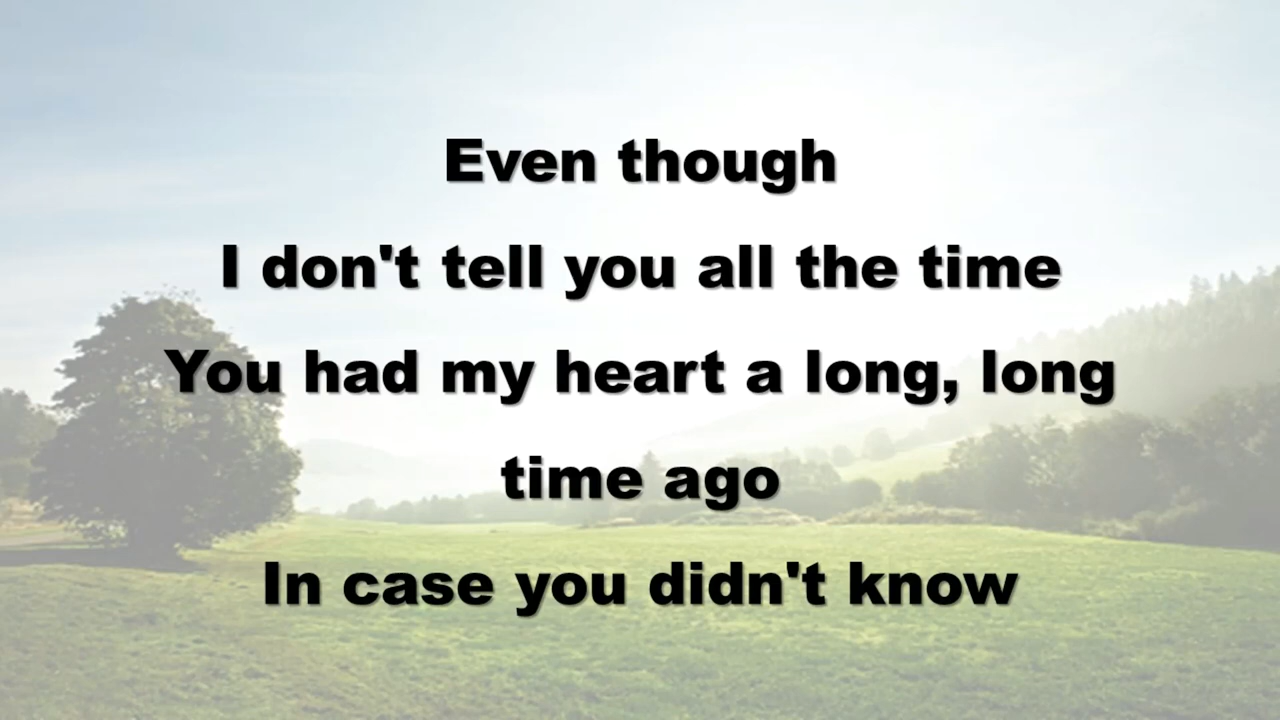 Even though
I don't tell you all the time
You had my heart a long, long
time ago
In case you didn't know